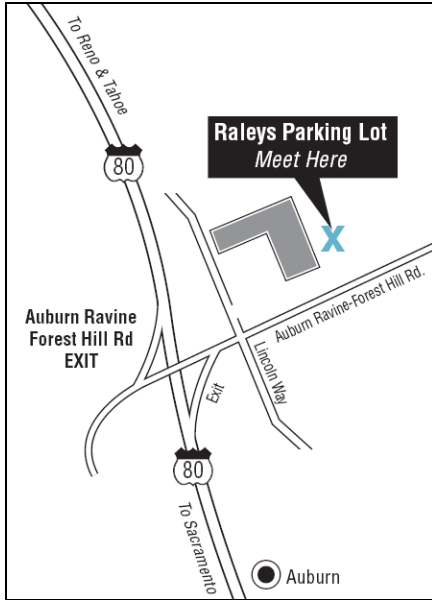 To Reno & Tahoe
80
Raleys Parking Lot
Meet Here
Auburn Ravine
Forest Hill Rd
EXIT
Auburn Ravine-Forest Hill Rd.
Lincoln Way
Exit
80
To Sacramento
Auburn